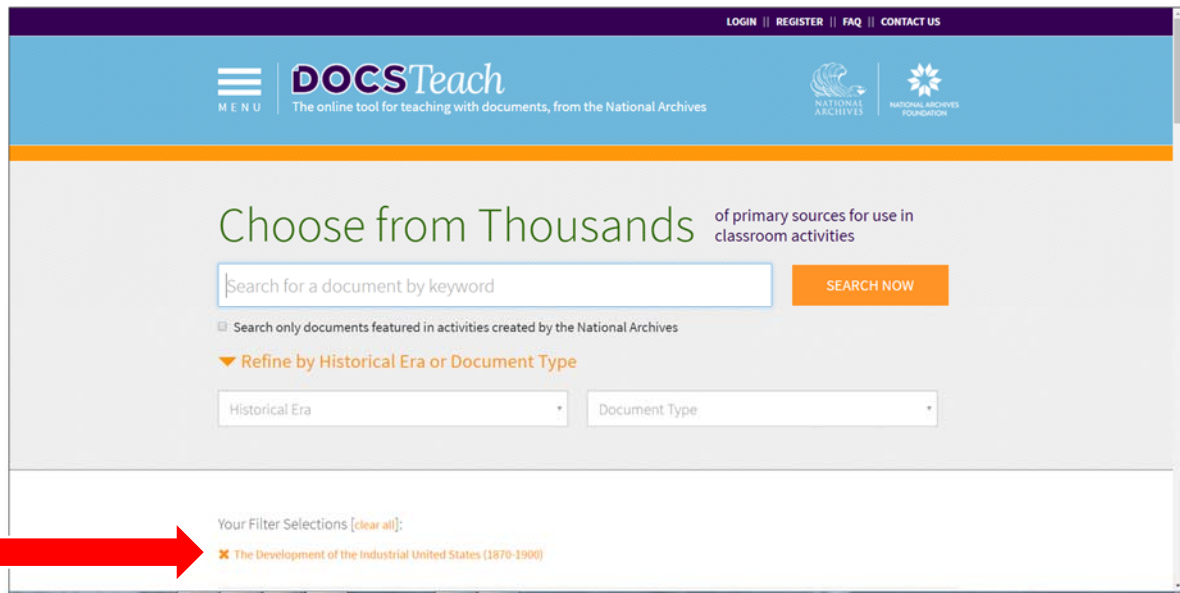 LOGIN || REGISTER || FAQ || CONTACT US
MENU
DOCSTeach
The online tool for teaching with documents, from the National Archives
NATIONAL
ARCHIVES
NATIONAL ARCHIVES
FOUNDATION
Choose from Thousands
of primary sources for use in
classroom activities
Search for a document by keyword
SEARCH NOW
Search only documents featured in activities created by the National Archives
Refine by Historical Era or Document Type
Historical Era
Document Type
Your Filter Selections [clear all]:
The Development of the Industrial United States (1870-1900)